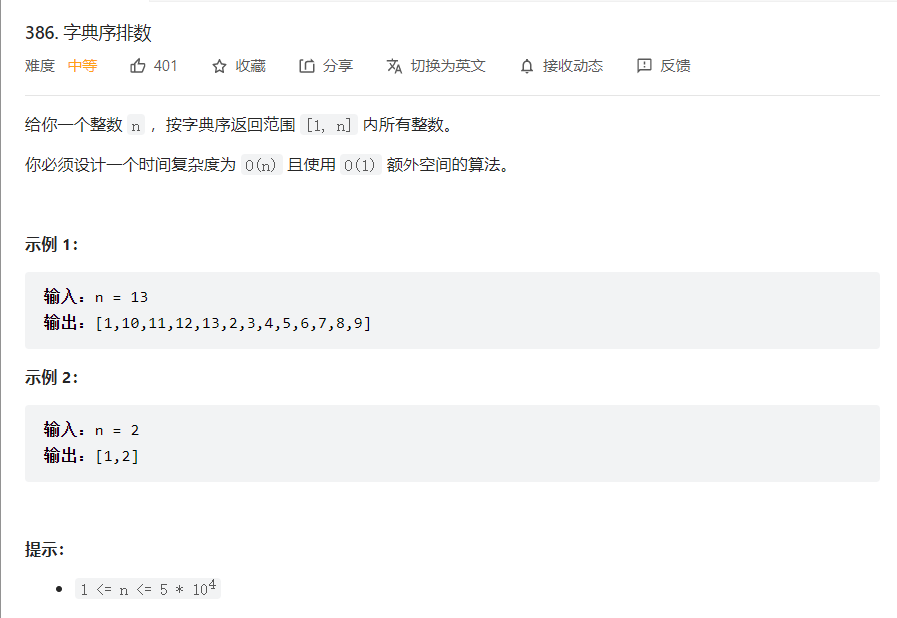 386. 字典序排数
难度 中等 401 收藏 分享 切换为英文 接收动态 反馈
给你一个整数 n ，按字典序返回范围 [1, n] 内所有整数。
你必须设计一个时间复杂度为 O(n) 且使用 O(1) 额外空间的算法。
示例 1：
输入：n = 13
输出：[1,10,11,12,13,2,3,4,5,6,7,8,9]
示例 2：
输入：n = 2
输出：[1,2]
提示：
• 1 <= n <= 5 * 10⁴